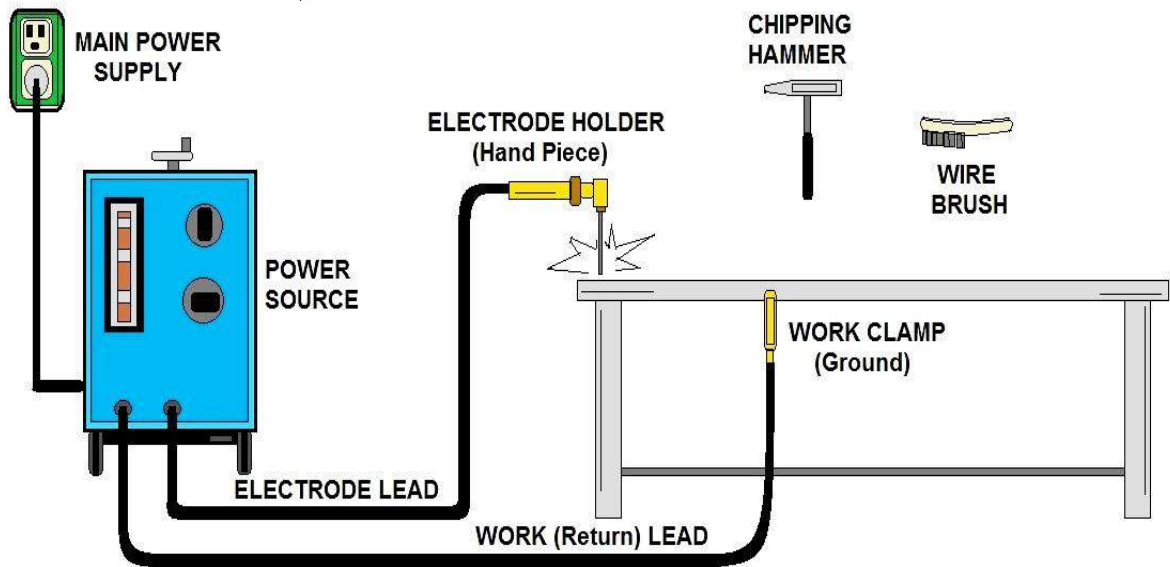 MAIN POWER
SUPPLY
CHIPPING
HAMMER
ELECTRODE HOLDER
(Hand Piece)
WIRE
BRUSH
POWER
SOURCE
WORK CLAMP
(Ground)
ELECTRODE LEAD
WORK (Return) LEAD